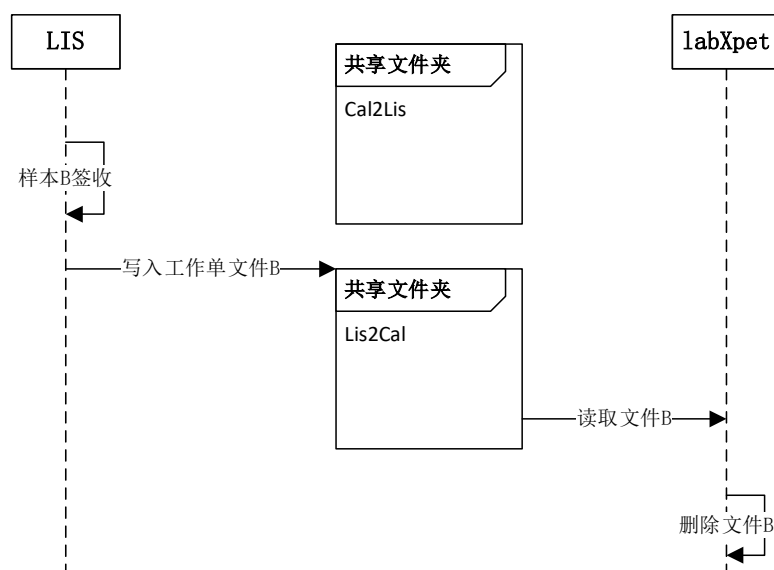 LIS
labXpet
共享文件夹
Cal2Lis
样本B签收
写入工作单文件B
共享文件夹
Lis2Cal
读取文件B
删除文件B